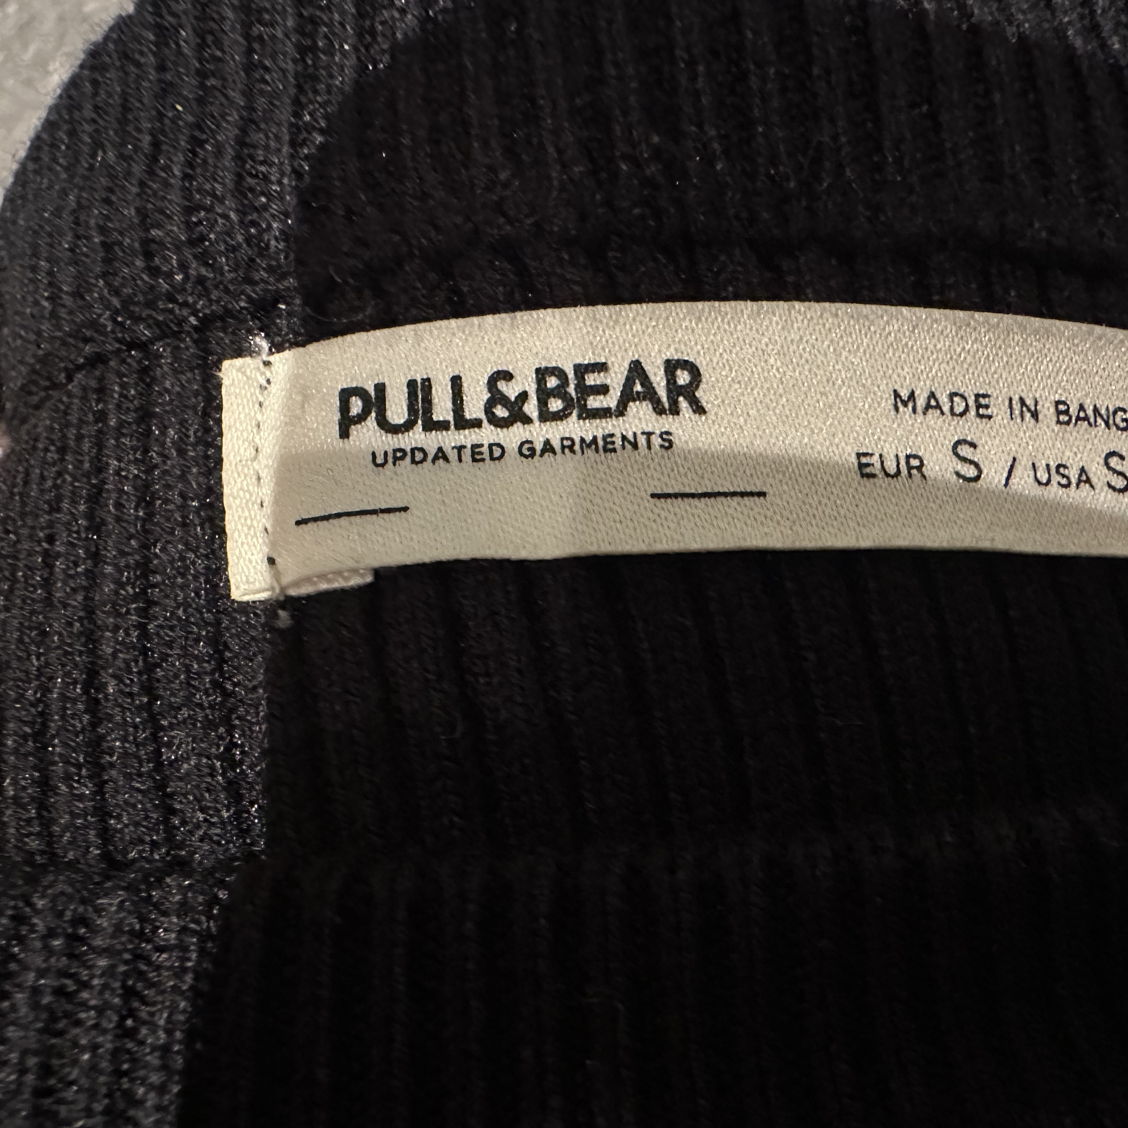 PULL&BEAR
UPDATED GARMENTS
MADE IN BANG
EUR S / USA S